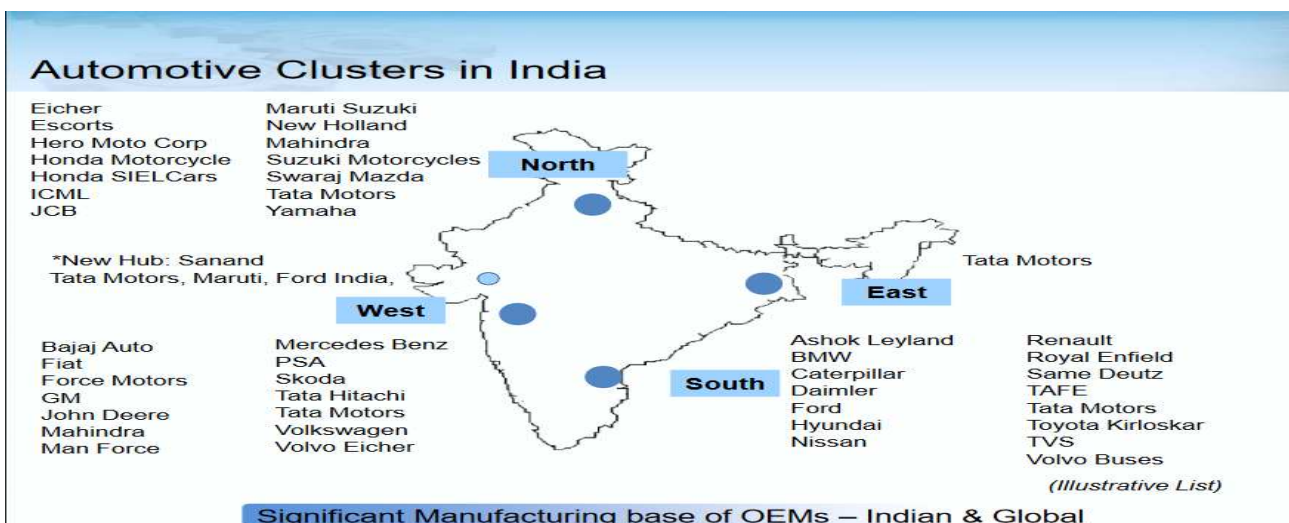 Automotive Clusters in India
Eicher
Escorts
Hero Moto Corp
Honda Motorcycle
Honda SIELCars
ICML
JCB
Maruti Suzuki
New Holland
Mahindra
Suzuki Motorcycles
Swaraj Mazda
Tata Motors
Yamaha
North
*New Hub: Sanand
Tata Motors, Maruti, Ford India,
West
Tata Motors
East
Bajaj Auto
Fiat
Force Motors
GM
John Deere
Mahindra
Man Force
Mercedes Benz
PSA
Skoda
Tata Hitachi
Tata Motors
Volkswagen
Volvo Eicher
South
Ashok Leyland
BMW
Caterpillar
Daimler
Ford
Hyundai
Nissan
Renault
Royal Enfield
Same Deutz
TAFE
Tata Motors
Toyota Kirloskar
TVS
Volvo Buses
(Illustrative List)
Significant Manufacturing base of OEMs – Indian & Global